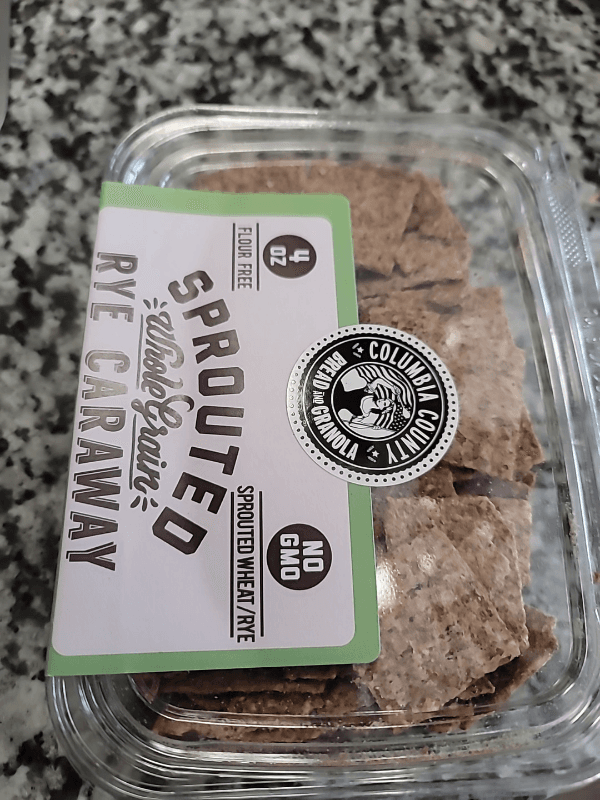 4
OZ
FLOUR FREE
COLUMBIA COUNTY
BREAD AND GRANOLA
NO
GMO
SPROUTED WHEAT/RYE
SPROUTED
Whole Grain
RYE CARAWAY